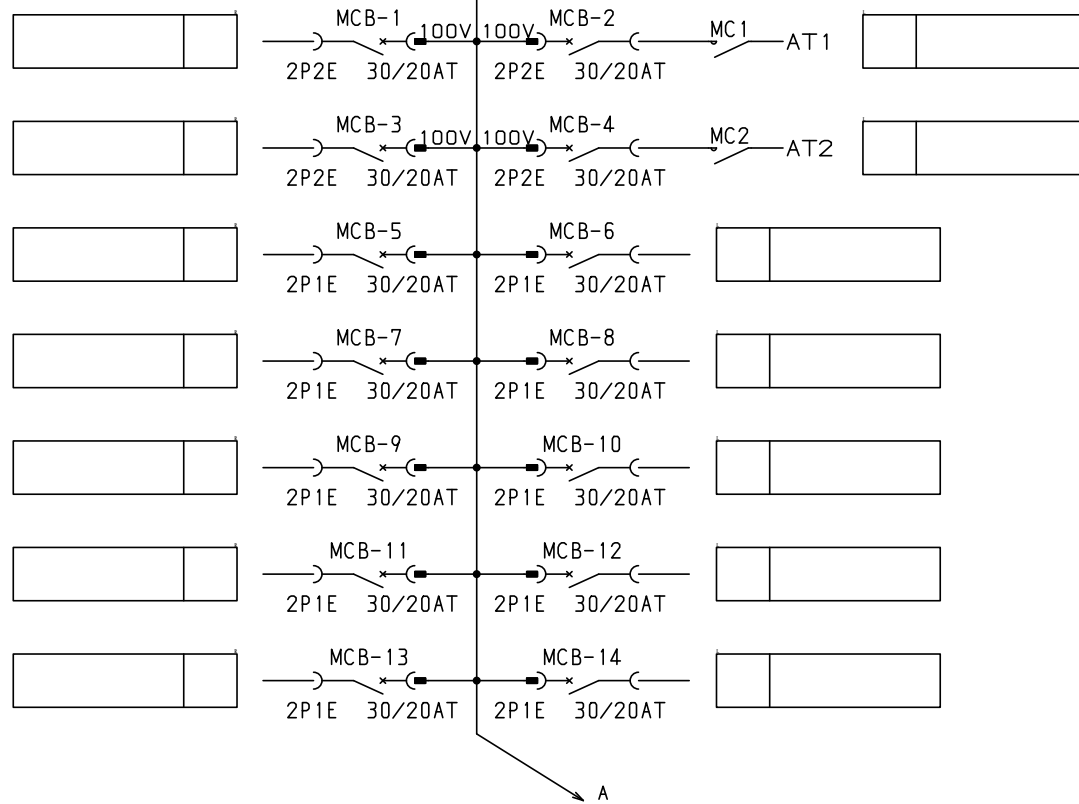 MCB-1 100V 100V MCB-2 MC1 AT1
2P2E 30/20AT 2P2E 30/20AT
MCB-3 100V 100V MCB-4 MC2 AT2
2P2E 30/20AT 2P2E 30/20AT
MCB-5 MCB-6
2P1E 30/20AT 2P1E 30/20AT
MCB-7 MCB-8
2P1E 30/20AT 2P1E 30/20AT
MCB-9 MCB-10
2P1E 30/20AT 2P1E 30/20AT
MCB-11 MCB-12
2P1E 30/20AT 2P1E 30/20AT
MCB-13 MCB-14
2P1E 30/20AT 2P1E 30/20AT
A